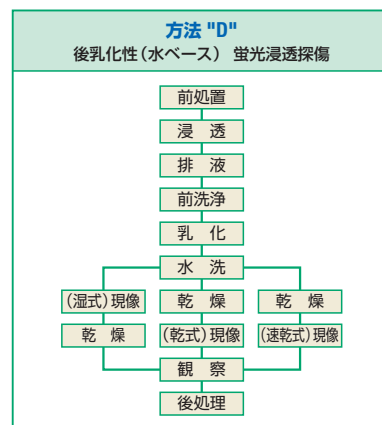 方法 "D"
後乳化性(水ベース) 蛍光浸透探傷
前処置
浸 透
排 液
前洗浄
乳 化
水 洗
(湿式)現像 乾 燥 乾 燥
乾 燥 (乾式)現像 (速乾式)現像
観 察
後処理